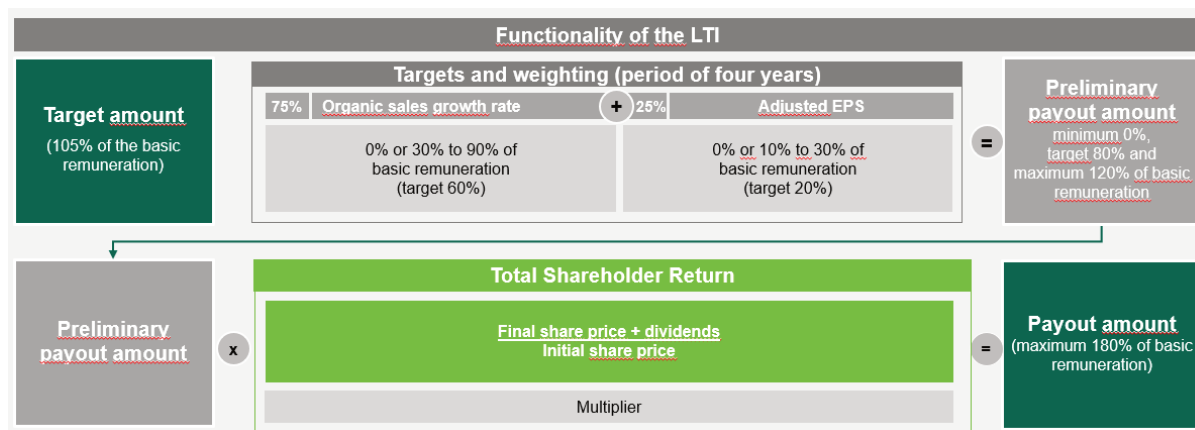 Functionality of the LTI
Target amount
(105% of the basic
remuneration)
Targets and weighting (period of four years)
75%
Organic sales growth rate
+
25%
Adjusted EPS
0% or 30% to 90% of
basic remuneration
(target 60%)
0% or 10% to 30% of
basic remuneration
(target 20%)
=
Preliminary
payout amount
minimum 0%,
target 80% and
maximum 120% of basic
remuneration
Preliminary
payout amount
x
Total Shareholder Return
Final share price + dividends
Initial share price
Multiplier
=
Payout amount
(maximum 180% of basic
remuneration)